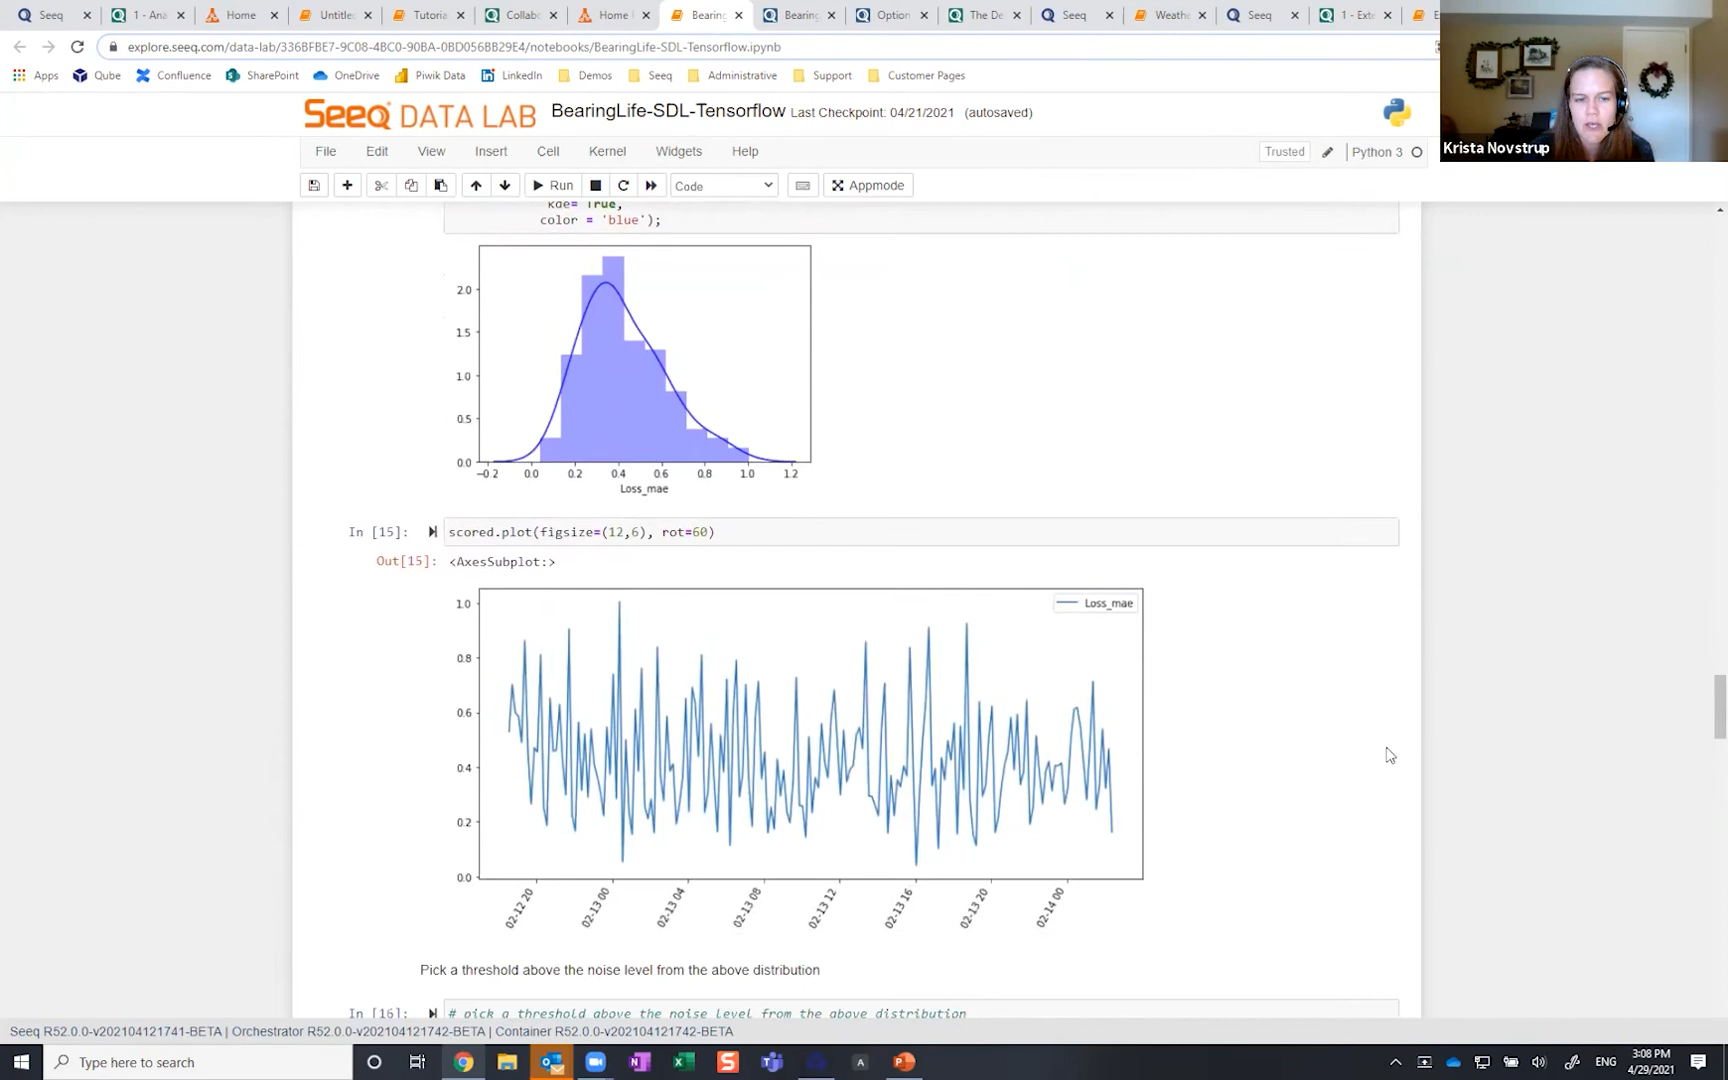 Seeq
1 - Ana
Home
Untitle
Tutoria
Collabo
Home
Bearing
Bearing
Option
The De
Seeq
Weathe
Seeq
1 - Exte
explore.seeq.com/data-lab/336BFBE7-9C08-4BC0-90BA-0BD056BB29E4/notebooks/BearingLife-SDL-Tensorflow.ipynb
Apps
Qube
Confluence
SharePoint
OneDrive
Piwik Data
LinkedIn
Demos
Seeq
Administrative
Support
Customer Pages
Krista Novstrup
Seeq DATA LAB
BearingLife-SDL-Tensorflow Last Checkpoint: 04/21/2021 (autosaved)
File Edit View Insert Cell Kernel Widgets Help
Trusted
Python 3
Run
Code
Appmode
kde= True,
color = 'blue');
2.0
1.5
1.0
0.5
0.0
−0.2 0.0 0.2 0.4 0.6 0.8 1.0 1.2
Loss_mae
In [15]: scored.plot(figsize=(12,6), rot=60)
Out[15]: <AxesSubplot:>
Loss_mae
1.0
0.8
0.6
0.4
0.2
0.0
02-12 20
02-13 00
02-13 04
02-13 08
02-13 12
02-13 16
02-13 20
02-14 00
Pick a threshold above the noise level from the above distribution
In [16]: # pick a threshold above the noise level from the above distribution
Seeq R52.0.0-v202104121741-BETA | Orchestrator R52.0.0-v202104121742-BETA | Container R52.0.0-v202104121742-BETA
Type here to search
ENG
3:08 PM
4/29/2021